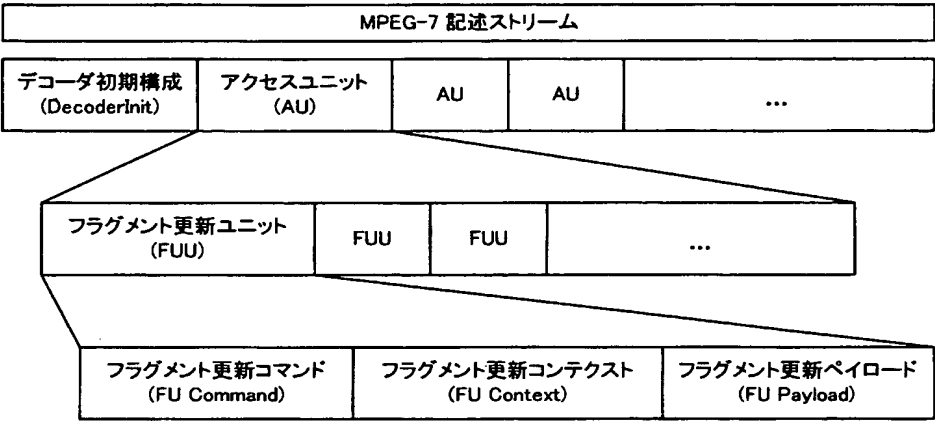 MPEG-7 記述ストリーム
デコーダ初期構成
(DecoderInit)
アクセスユニット
(AU)
AU
AU
...
フラグメント更新ユニット
(FUU)
FUU
FUU
...
フラグメント更新コマンド
(FU Command)
フラグメント更新コンテクスト
(FU Context)
フラグメント更新ペイロード
(FU Payload)